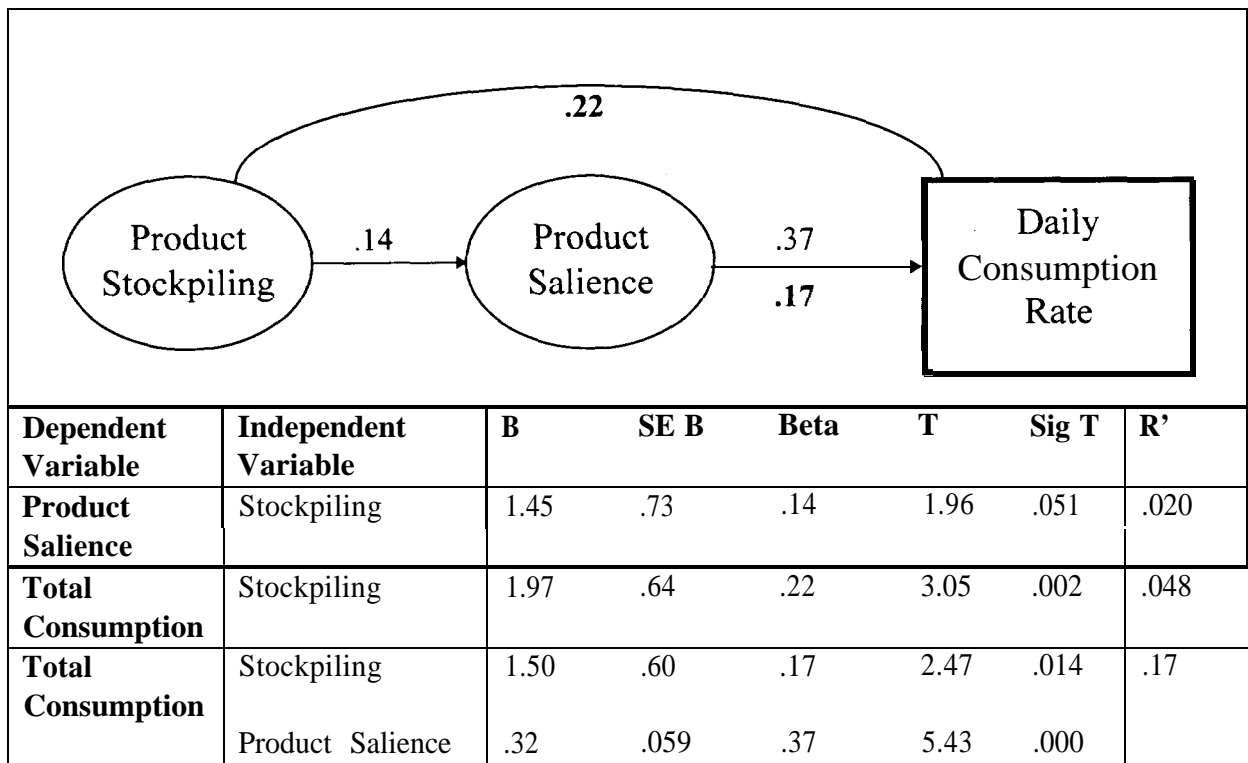 .22
Product
Stockpiling
.14
Product
Salience
.37
.17
Daily
Consumption
Rate
Dependent Variable Independent Variable B SE B Beta T Sig T R’
Product Salience Stockpiling 1.45 .73 .14 1.96 .051 .020
Total Consumption Stockpiling 1.97 .64 .22 3.05 .002 .048
Total Consumption Stockpiling 1.50 .60 .17 2.47 .014 .17
Product Salience .32 .059 .37 5.43 .000